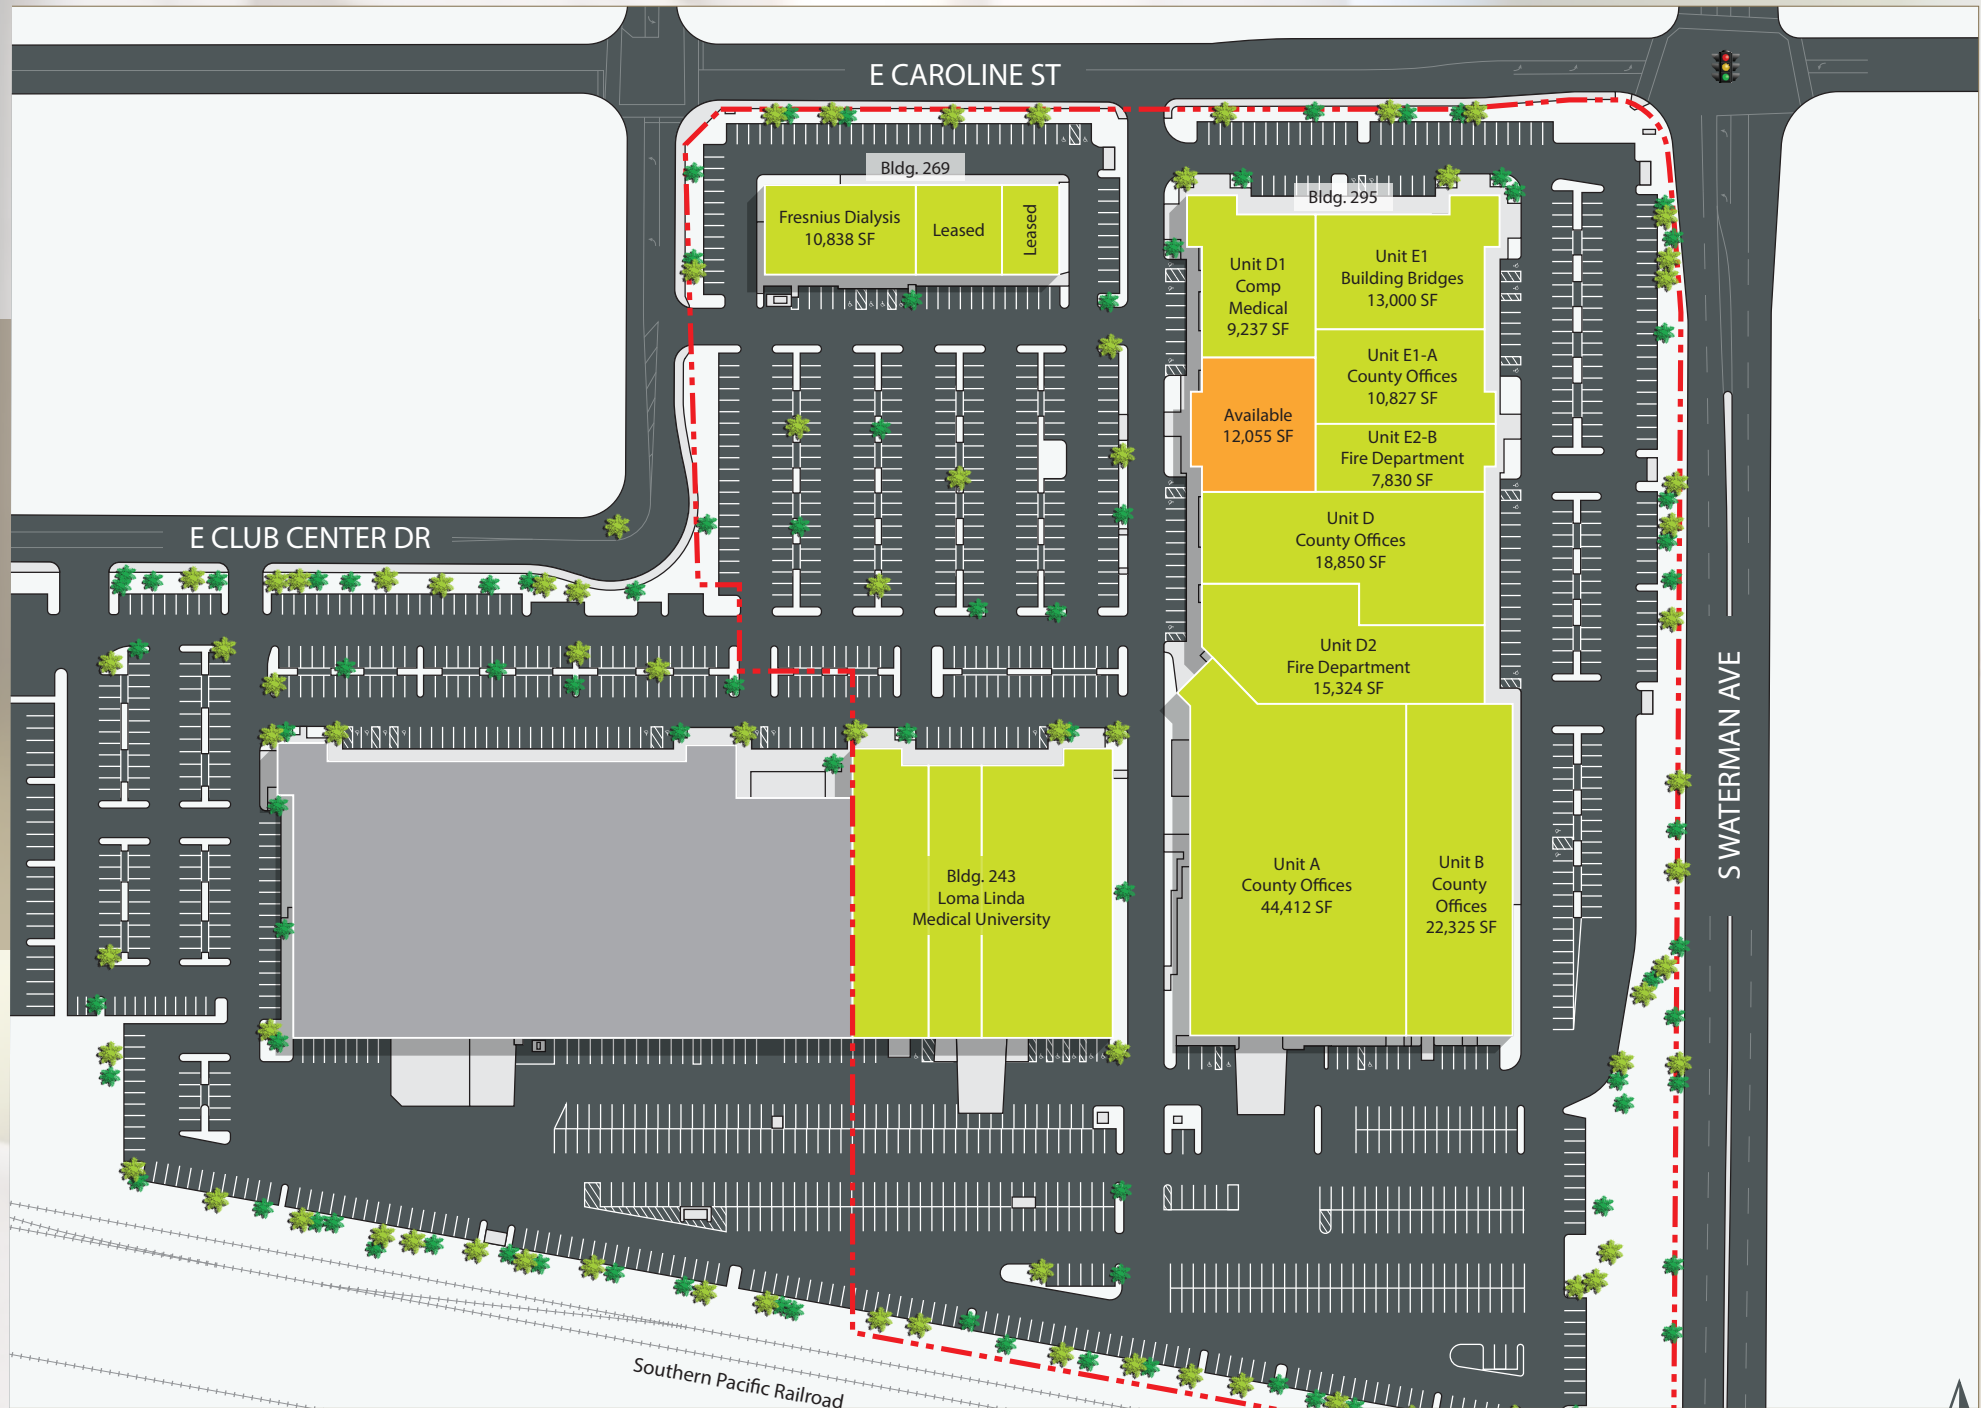 E CAROLINE ST
Bldg. 269
Fresnius Dialysis
10,838 SF
Leased
Leased
Bldg. 295
Unit D1
Comp
Medical
9,237 SF
Unit E1
Building Bridges
13,000 SF
Unit E1-A
County Offices
10,827 SF
Available
12,055 SF
Unit E2-B
Fire Department
7,830 SF
Unit D
County Offices
18,850 SF
E CLUB CENTER DR
Unit D2
Fire Department
15,324 SF
S WATERMAN AVE
Bldg. 243
Loma Linda
Medical University
Unit A
County Offices
44,412 SF
Unit B
County
Offices
22,325 SF
Southern Pacific Railroad